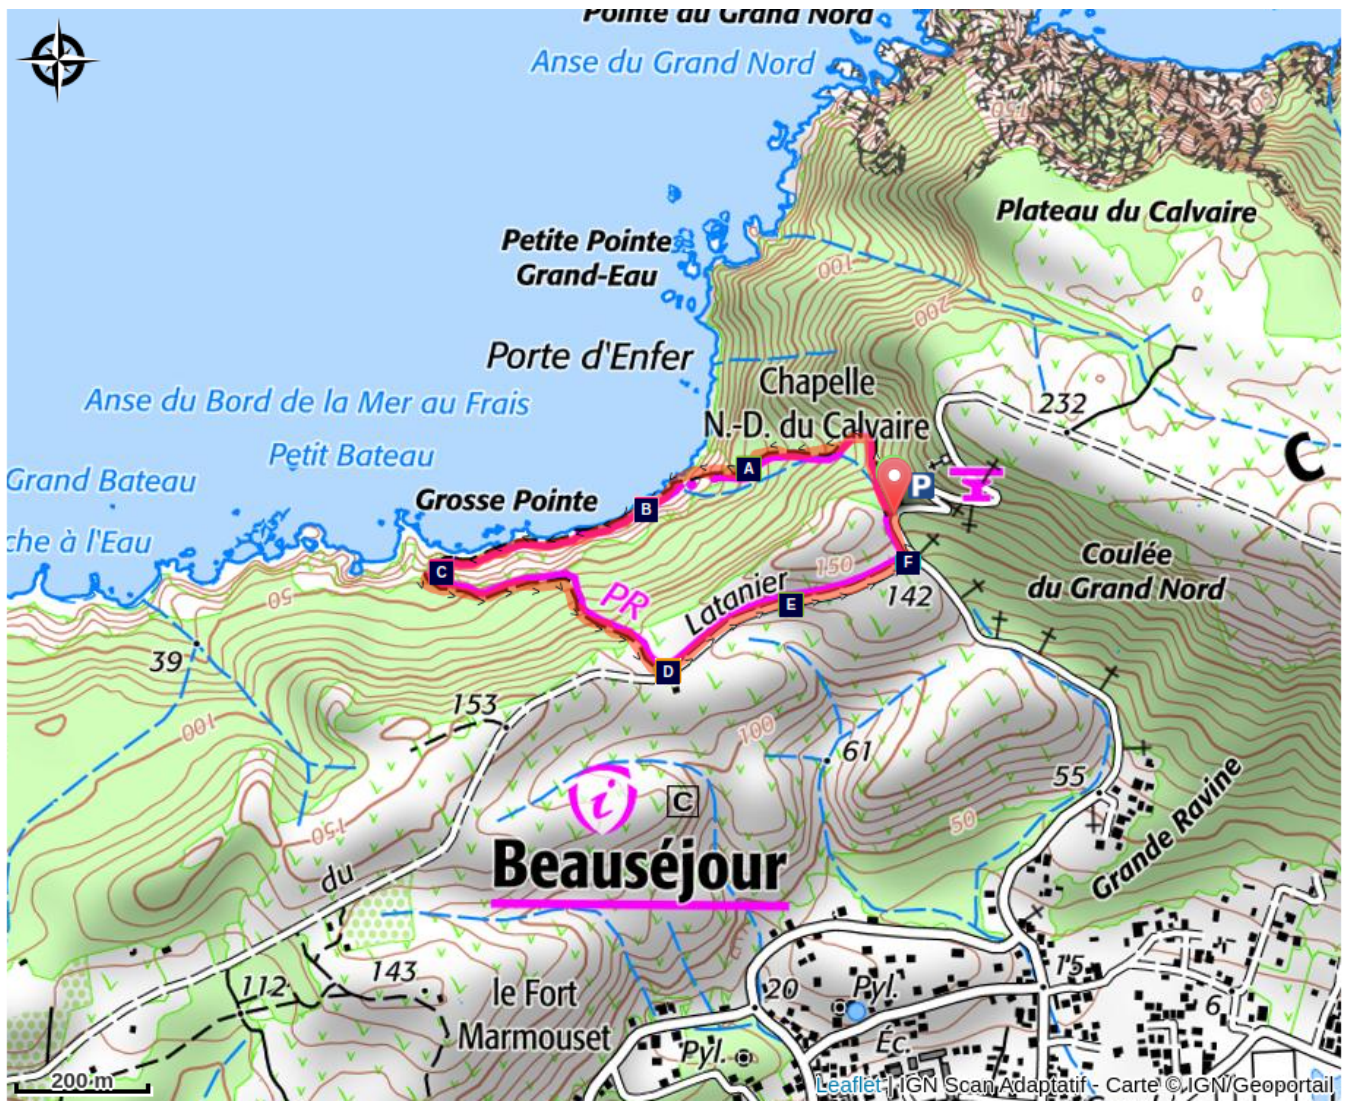 Pointe du Grand Nord
Anse du Grand Nord
150
50
Plateau du Calvaire
Petite Pointe
Grand-Eau
100
200
Porte d'Enfer
Chapelle
N.-D. du Calvaire
232
Anse du Bord de la Mer au Frais
Petit Bateau
Grand Bateau
Grosse Pointe
che à l'Eau
A
P
C
B
C
F
Coulée
du Grand Nord
150
142
50
PR
Latanier
E
39
D
153
100
100
61
55
50
Grande Ravine
150
i
C
Beauséjour
du
112
143
le Fort
Marmouset
20
Pyl.
15
6
Pyl.
Éc.
200 m
Leaflet | IGN Scan Adaptatif - Carte © IGN/Geoportail